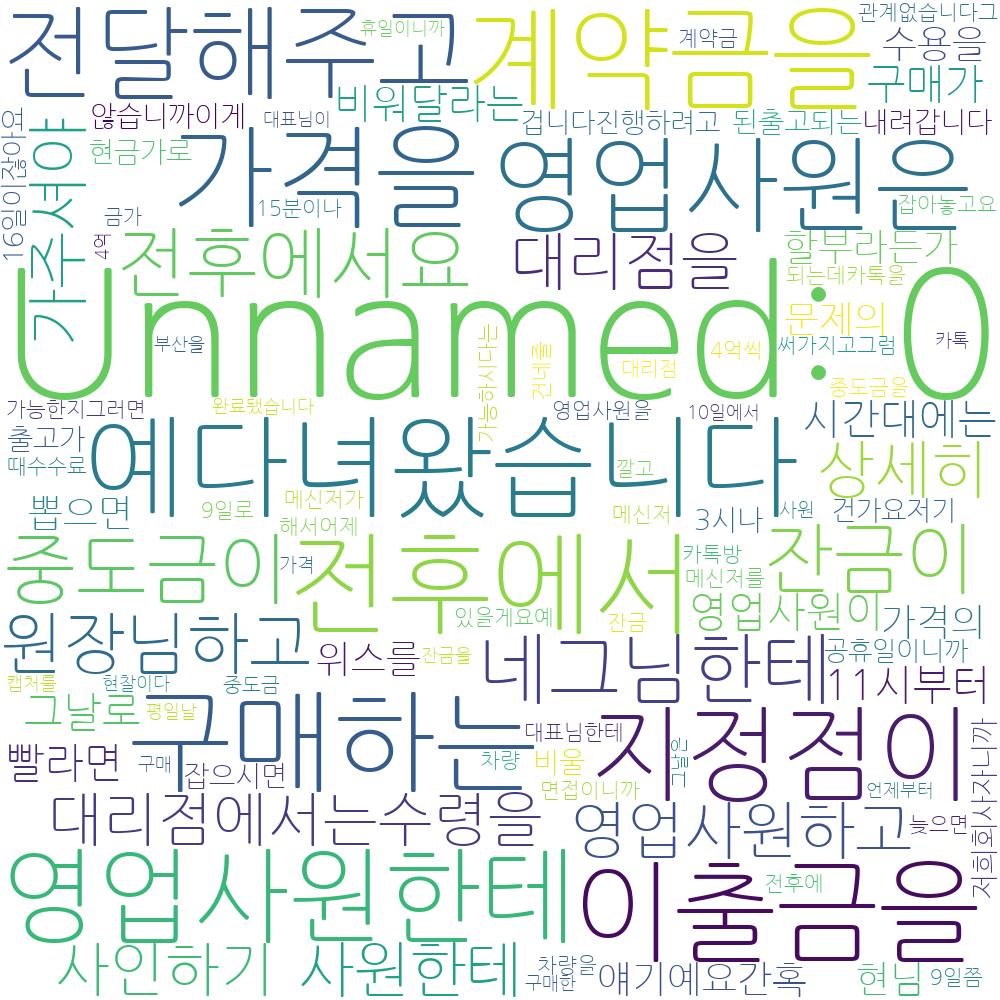 전달해주고
휴일이니까
계약금을
계약금
관계없습니다그
수용을
구매가
비워달라는
않습니까이게
대표님이
겁니다진행하려고
된출고되는
내려갑니다
16일이잖아요
가주셔야
현금가로
가격을
영업사원은
금가
15분이나
잡아놓고요
4억
전후에서요
대리점을
할부라든가
되는데카톡을
Unnamed: 0
문제의
부산을
가능하시다는
건네줄
대리점
4억씩
써가지고그럼
카톡
중도금을
가능한지그러면
완료됐습니다
영업사원을
10일에서
시간대에는
출고가
예다녀왔습니다
때수수료
깔고
상세히
뽑으면
9일로
메신저가
해서어제
메신저
3시나
사원
건가요저기
중도금이
가격
전후에서
카톡방
메신저를
잔금이
있을게요예
잔금
영업사원이
가격의
원장님하고
위스를
잔금을
네그님한테
공휴일이니까
11시부터
캡처를
현찰이다
중도금
그날로
평일날
구매하는
지정점이
대표님한테
빨라면
구매
잡으시면
차량
비울
면접이니까
그날은
언제부터
저희회사자니까
대리점에서는수령을
영업사원하고
늦으면
영업사원한테
이출금을
전후에
사인하기
사원한테
차량을
구매한
얘기예요간혹
현님
9일쯤